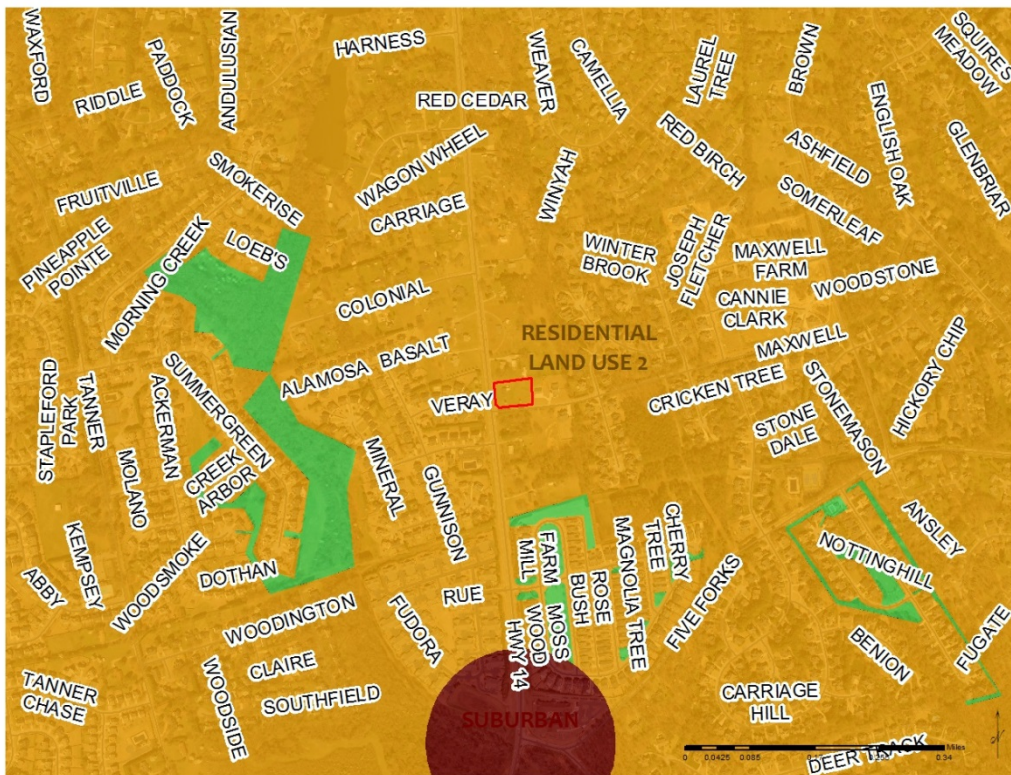 WAXFORD
RIDDLE
PADDOCK
ANDULUSIAN
HARNESS
RED CEDAR
WEAVER
CAMELLIA
LAUREL
TREE
BROWN
SQUIRES
MEADOW
FRUITVILLE
SMOKERISE
WAGON WHEEL
CARRIAGE
WINYAH
RED BIRCH
ASHFIELD
ENGLISH OAK
GLENBRIAR
SOMERLEAF
PINEAPPLE
POINTE
MORNING CREEK
LOEB'S
WINTER
BROOK
JOSEPH
FLETCHER
MAXWELL
FARM
WOODSTONE
CANNIE
CLARK
COLONIAL
RESIDENTIAL
LAND USE 2
MAXWELL
ALAMOSA
BASALT
VERAY
CRICKEN TREE
STONEMASON
HICKORY CHIP
STONE
DALE
STAPLEFORD
PARK
TANNER
ACKERMAN
SUMMERGREEN
CREEK
ARBOR
MOLANO
MINERAL
GUNNISON
KEMPSEY
ABBY
WOODSMOKE
DOTHAN
WOODINGTON
RUE
FUDORA
MILL
FARM
WOOD
MOSS
BUSH
ROSE
MAGNOLIA TREE
CHERRY
TREE
FIVE FORKS
NOTTINGHILL
ANSLEY
BENION
FUGATE
HWY 14
TANNER
CHASE
WOODSIDE
CLAIRE
SOUTHFIELD
SUBURBAN
CARRIAGE
HILL
DEER TRACK
0 0.0425 0.085 0.34
Miles